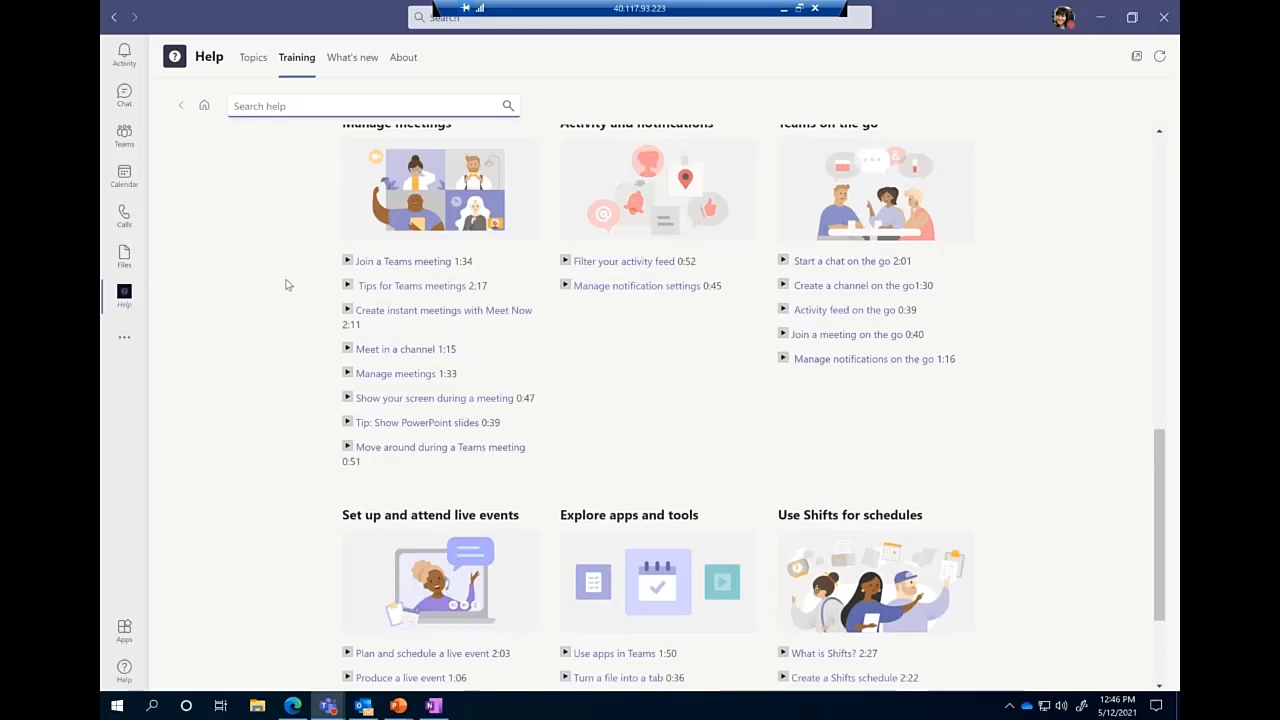 40.117.93.223
Search
Activity
Chat
Teams
Calendar
Calls
Files
Help
Apps
Help
Help
Topics
Training
What's new
About
Search help
Manage meetings
Join a Teams meeting 1:34
Tips for Teams meetings 2:17
Create instant meetings with Meet Now
2:11
Meet in a channel 1:15
Manage meetings 1:33
Show your screen during a meeting 0:47
Tip: Show PowerPoint slides 0:39
Move around during a Teams meeting
0:51
Activity and notifications
Filter your activity feed 0:52
Manage notification settings 0:45
Teams on the go
Start a chat on the go 2:01
Create a channel on the go1:30
Activity feed on the go 0:39
Join a meeting on the go 0:40
Manage notifications on the go 1:16
Set up and attend live events
Plan and schedule a live event 2:03
Produce a live event 1:06
Explore apps and tools
Use apps in Teams 1:50
Turn a file into a tab 0:36
Use Shifts for schedules
What is Shifts? 2:27
Create a Shifts schedule 2:22
12:46 PM
5/12/2021